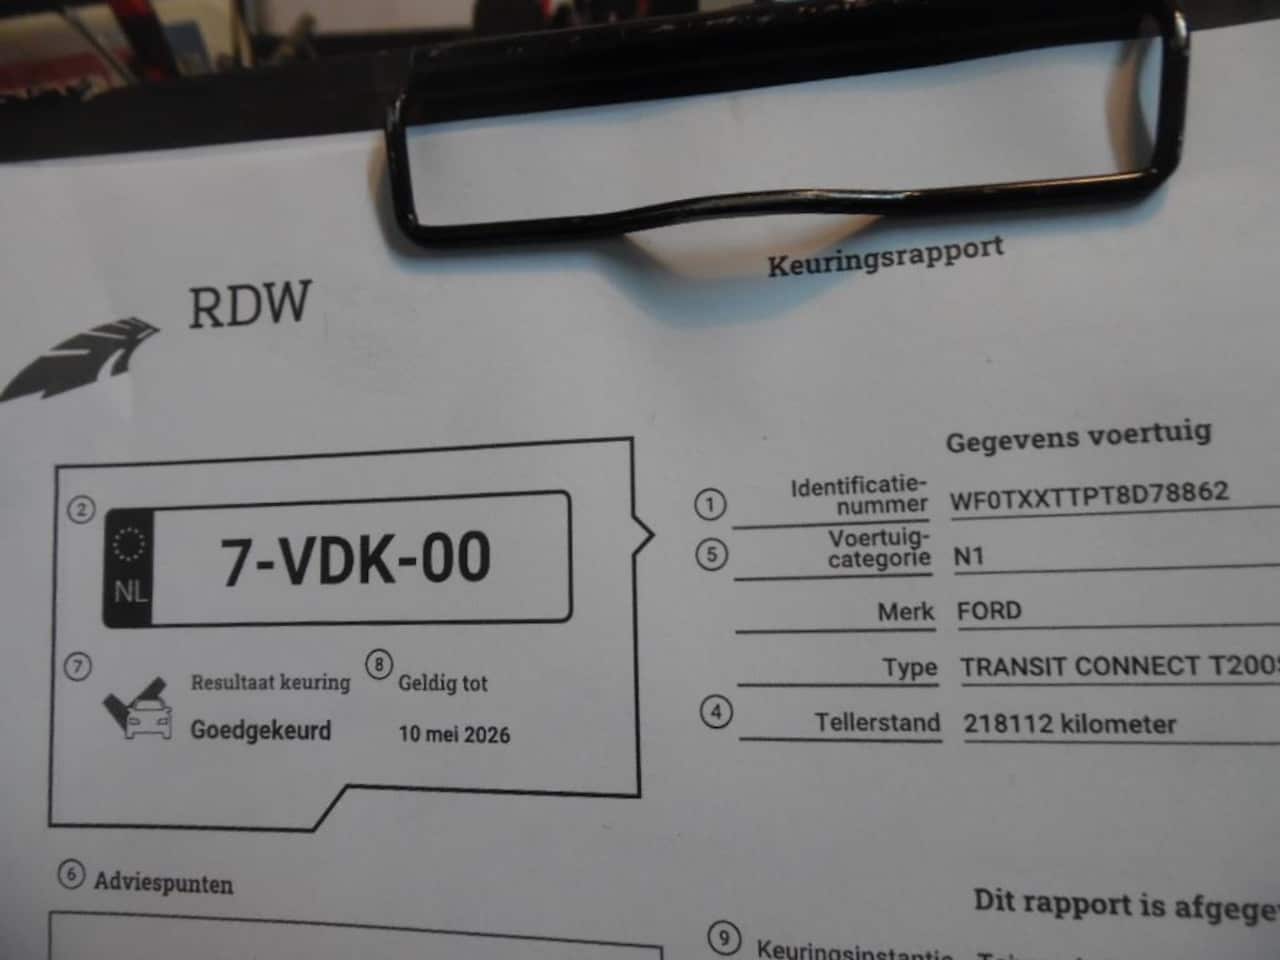 Keuringsrapport
RDW
2
NL
7-VDK-00
7
Resultaat keuring
Goedgekeurd
8
Geldig tot
10 mei 2026
6 Adviespunten
Gegevens voertuig
1 Identificatie-
nummer WF0TXXTTPT8D78862
5 Voertuig-
categorie N1
Merk FORD
Type TRANSIT CONNECT T200S
4 Tellerstand 218112 kilometer
Dit rapport is afgege
9 Keuringsinstantie